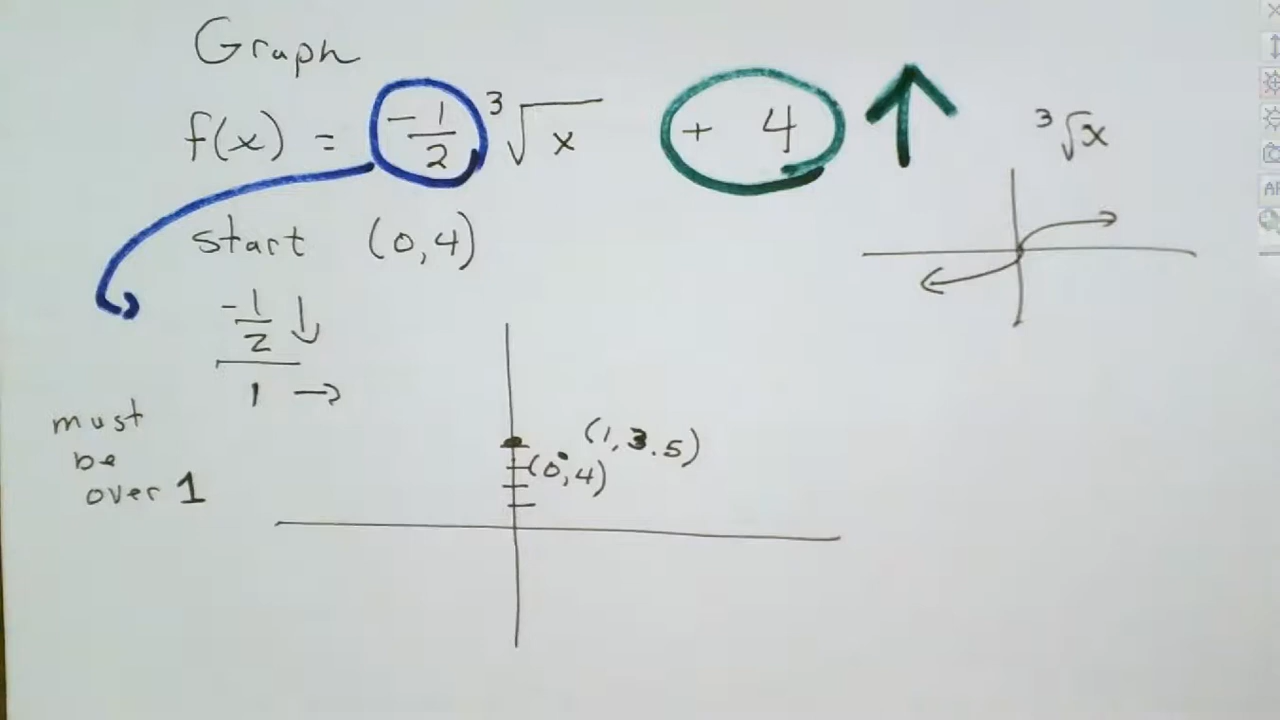 Graph
f(x) = -1/2 ³√x + 4
³√x
start (0,4)
-1/2
1
must
be
over 1
(1, 3.5)
(0,4)
AF